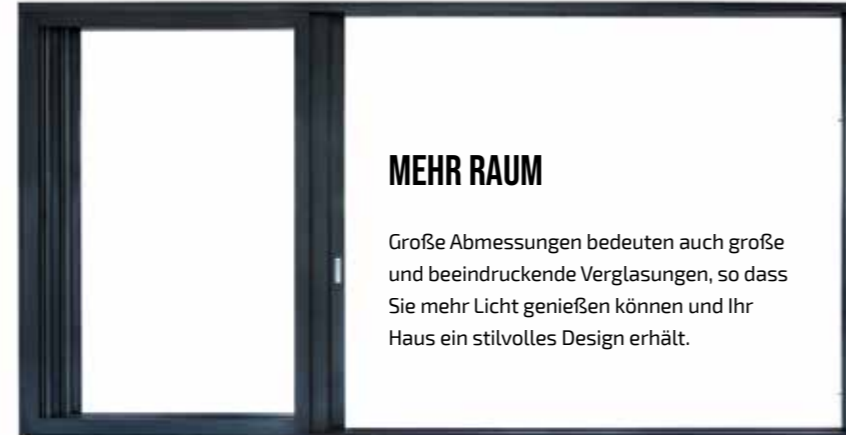 MEHR RAUM
Große Abmessungen bedeuten auch große
und beeindruckende Verglasungen, so dass
Sie mehr Licht genießen können und Ihr
Haus ein stilvolles Design erhält.